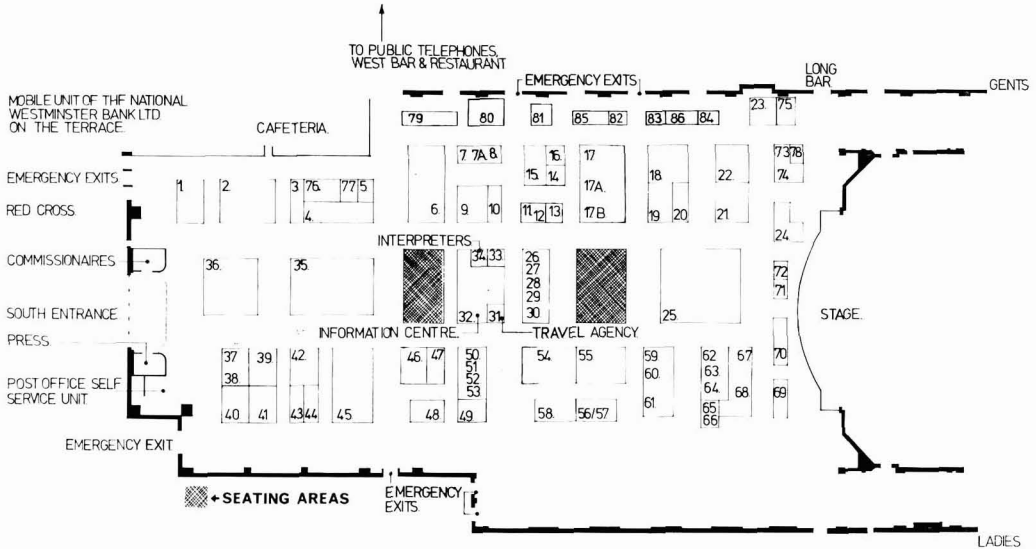 TO PUBLIC TELEPHONES,
WEST BAR & RESTAURANT
EMERGENCY EXITS
LONG
BAR
GENTS
MOBILE UNIT OF THE NATIONAL
WESTMINSTER BANK LTD
ON THE TERRACE.
CAFETERIA.
23. 75.
79 80 81 85 82 83 86 84
7. 7A. 8. 16. 17 73 78
15. 14 18. 22. 74
EMERGENCY EXITS
1. 2. 3 76. 77 5 17A.
RED CROSS
4. 6. 9. 10 11 12 13 17B 19 20 21
24.
INTERPRETERS
COMMISSIONAIRES
36. 35. 34. 33. 26
27 72
28 71
29
SOUTH ENTRANCE
32. 31. 30 25. STAGE.
INFORMATION CENTRE. TRAVEL AGENCY.
PRESS.
37 39. 42. 46. 47 50. 54. 55 59 62 67 70
38. 51 60. 63.
POST OFFICE SELF
SERVICE UNIT
52 64. 68. 69
53 61. 65
40. 41. 43 44 45 48 49 58. 56/57 66
EMERGENCY EXIT
←SEATING AREAS
EMERGENCY
EXITS
LADIES